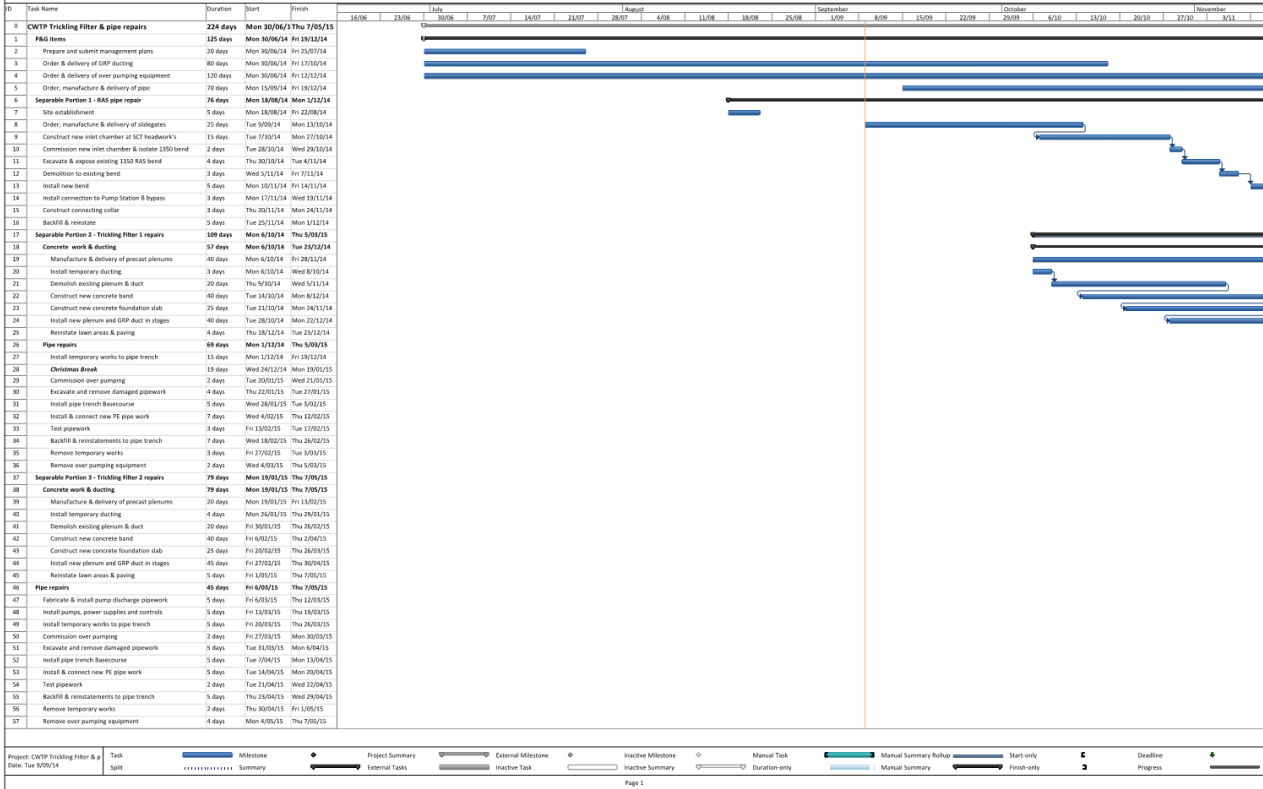 ID Task Name Duration Start Finish July August September October November
16/06 23/06 30/06 7/07 14/07 21/07 28/07 4/08 11/08 18/08 25/08 1/09 8/09 15/09 22/09 29/09 6/10 13/10 20/10 27/10 3/11
0 CWTP Trickling Filter & pipe repairs 224 days Mon 30/06/1 Thu 7/05/15
1 P&G items 125 days Mon 30/06/14 Fri 19/12/14
2 Prepare and submit management plans 20 days Mon 30/06/14 Fri 25/07/14
3 Order & delivery of GRP ducting 80 days Mon 30/06/14 Fri 17/10/14
4 Order & delivery of over pumping equipment 120 days Mon 30/06/14 Fri 12/12/14
5 Order, manufacture & delivery of pipe 70 days Mon 15/09/14 Fri 19/12/14
6 Separable Portion 1 - RAS pipe repair 76 days Mon 18/08/14 Mon 1/12/14
7 Site establishment 5 days Mon 18/08/14 Fri 22/08/14
8 Order, manufacture & delivery of slidegates 25 days Tue 9/09/14 Mon 13/10/14
9 Construct new inlet chamber at SCT headwork's 15 days Tue 7/10/14 Mon 27/10/14
10 Commission new inlet chamber & isolate 1350 bend 2 days Tue 28/10/14 Wed 29/10/14
11 Excavate & expose existing 1350 RAS bend 4 days Thu 30/10/14 Tue 4/11/14
12 Demolition to existing bend 3 days Wed 5/11/14 Fri 7/11/14
13 Install new bend 5 days Mon 10/11/14 Fri 14/11/14
14 Install connection to Pump Station B bypass 3 days Mon 17/11/14 Wed 19/11/14
15 Construct connecting collar 3 days Thu 20/11/14 Mon 24/11/14
16 Backfill & reinstate 5 days Tue 25/11/14 Mon 1/12/14
17 Separable Portion 2 - Trickling Filter 1 repairs 109 days Mon 6/10/14 Thu 5/03/15
18 Concrete work & ducting 57 days Mon 6/10/14 Tue 23/12/14
19 Manufacture & delivery of precast plenums 40 days Mon 6/10/14 Fri 28/11/14
20 Install temporary ducting 3 days Mon 6/10/14 Wed 8/10/14
21 Demolish existing plenum & duct 20 days Thu 9/10/14 Wed 5/11/14
22 Construct new concrete band 40 days Tue 14/10/14 Mon 8/12/14
23 Construct new concrete foundation slab 25 days Tue 21/10/14 Mon 24/11/14
24 Install new plenum and GRP duct in stages 40 days Tue 28/10/14 Mon 22/12/14
25 Reinstate lawn areas & paving 4 days Thu 18/12/14 Tue 23/12/14
26 Pipe repairs 69 days Mon 1/12/14 Thu 5/03/15
27 Install temporary works to pipe trench 15 days Mon 1/12/14 Fri 19/12/14
28 Christmas Break 19 days Wed 24/12/14 Mon 19/01/15
29 Commission over pumping 2 days Tue 20/01/15 Wed 21/01/15
30 Excavate and remove damaged pipework 4 days Thu 22/01/15 Tue 27/01/15
31 Install pipe trench Basecourse 5 days Wed 28/01/15 Tue 3/02/15
32 Install & connect new PE pipe work 7 days Wed 4/02/15 Thu 12/02/15
33 Test pipework 3 days Fri 13/02/15 Tue 17/02/15
34 Backfill & reinstatements to pipe trench 7 days Wed 18/02/15 Thu 26/02/15
35 Remove temporary works 3 days Fri 27/02/15 Tue 3/03/15
36 Remove over pumping equipment 2 days Wed 4/03/15 Thu 5/03/15
37 Separable Portion 3 - Trickling Filter 2 repairs 79 days Mon 19/01/15 Thu 7/05/15
38 Concrete work & ducting 79 days Mon 19/01/15 Thu 7/05/15
39 Manufacture & delivery of precast plenums 20 days Mon 19/01/15 Fri 13/02/15
40 Install temporary ducting 4 days Mon 26/01/15 Thu 29/01/15
41 Demolish existing plenum & duct 20 days Fri 30/01/15 Thu 26/02/15
42 Construct new concrete band 40 days Fri 6/02/15 Thu 2/04/15
43 Construct new concrete foundation slab 25 days Fri 20/02/15 Thu 26/03/15
44 Install new plenum and GRP duct in stages 45 days Fri 27/02/15 Thu 30/04/15
45 Reinstate lawn areas & paving 5 days Fri 1/05/15 Thu 7/05/15
46 Pipe repairs 45 days Fri 6/03/15 Thu 7/05/15
47 Fabricate & install pump discharge pipework 5 days Fri 6/03/15 Thu 12/03/15
48 Install pumps, power supplies and controls 5 days Fri 13/03/15 Thu 19/03/15
49 Install temporary works to pipe trench 5 days Fri 20/03/15 Thu 26/03/15
50 Commission over pumping 2 days Fri 27/03/15 Mon 30/03/15
51 Excavate and remove damaged pipework 5 days Tue 31/03/15 Mon 6/04/15
52 Install pipe trench Basecourse 5 days Tue 7/04/15 Mon 13/04/15
53 Install & connect new PE pipe work 5 days Tue 14/04/15 Mon 20/04/15
54 Test pipework 2 days Tue 21/04/15 Wed 22/04/15
55 Backfill & reinstatements to pipe trench 5 days Thu 23/04/15 Wed 29/04/15
56 Remove temporary works 2 days Thu 30/04/15 Fri 1/05/15
57 Remove over pumping equipment 4 days Mon 4/05/15 Thu 7/05/15
Project: CWTP Trickling Filter & p
Date: Tue 9/09/14
Task Milestone Project Summary External Milestone Inactive Milestone Manual Task Manual Summary Rollup Start-only Deadline
Split Summary External Tasks Inactive Task Inactive Summary Duration-only Manual Summary Finish-only Progress
Page 1